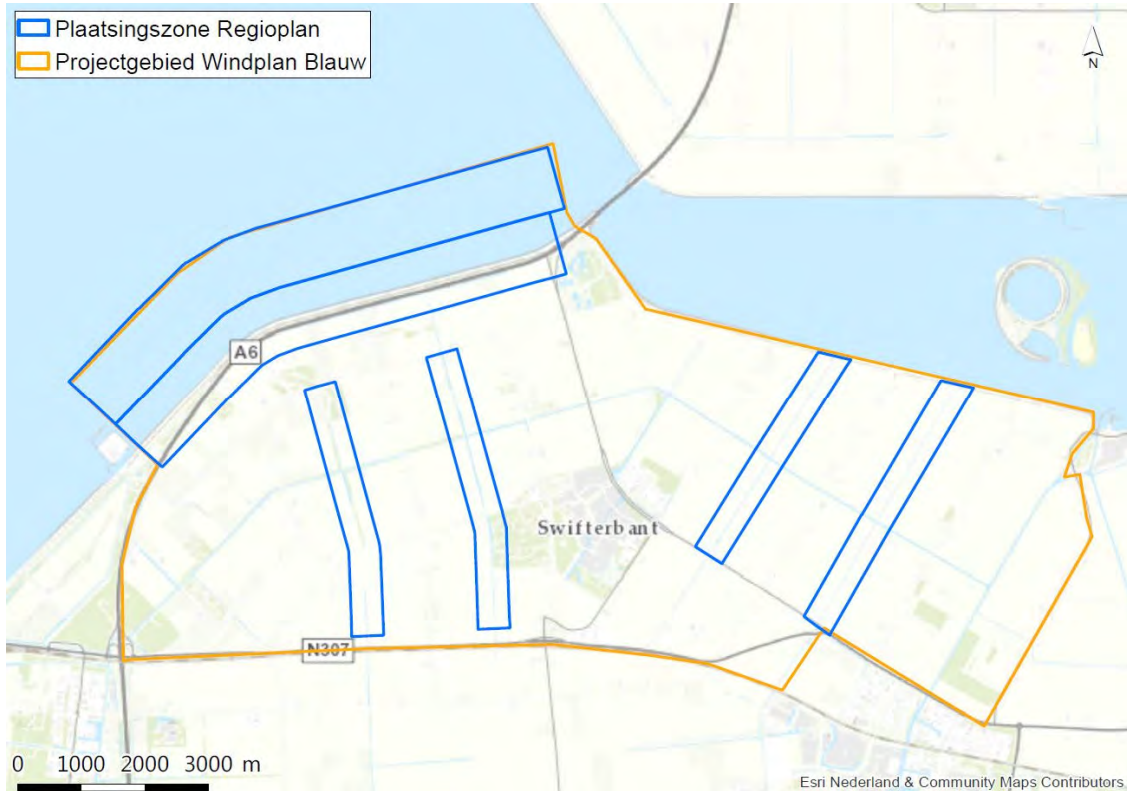 Plaatsingszone Regioplan
Projectgebied Windplan Blauw
N
A6
Swifterbant
N307
0 1000 2000 3000 m
Esri Nederland & Community Maps Contributors